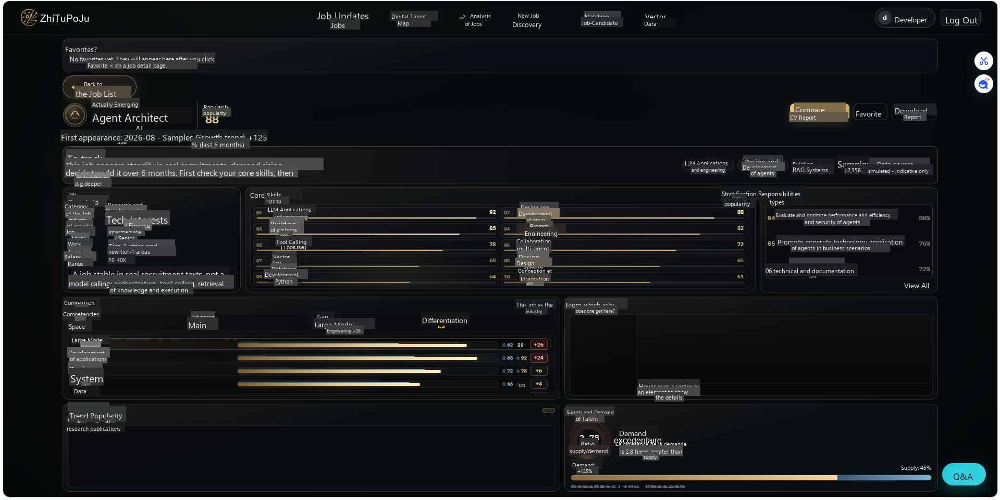 ZhiTuPoJu
Job Updates
Jobs
Digital Talent
Map
Analysis
of Jobs
New Job
Discovery
Matching
Job-Candidate
Vector
Data
d Developer
Log Out
Favorites?
No favorites yet. They will appear here after you click
Favorite × on a job detail page.
Back to
the Job List
Actually Emerging
Agent Architect
AI
Popularity
popularity
88
Compare
CV Report
Favorite
Download
Report
First appearance: 2026-08 - Samples Growth trend: +125
% (last 6 months)
To track
This job appears steadily in real recruitments, demand rising
decide to add it over 6 months. First check your core skills, then
to favorites or
dig deeper.
LLM Applications
and engineering
Design and
Development
of agents
Building
RAG Systems
Sample:
: 2,356
Data source
simulated - Indicative only
Job
Basic Info
Category
of the Job
industry
of activity
Job
Level
Work
location
Salary
Range
Research and
Development
Tech Interests
/ Finance
Intermediate
/ Senior
Tier-1 cities and
new tier-1 areas
20-40K
A job stable in real recruitment texts, not a
model calling: orchestration, tool calling, retrieval
of knowledge and execution
Core Skills
TOP10
01 LLM Applications
and engineering
92
02 Design and
Development
of agents
88
03 Building
of systems
RAG
85
04 Prompt
Engineering
82
05 Tool Calling
(ToolUse)
78
06 Collaboration
multi-agent
72
07 Vector
Data
Database
68
08 Design
Design
système
65
09 Development
Python
64
10 Conception et
Integration
API
61
Stratification Responsibilities
of the
popularity
types
04 Evaluate and optimize performance and efficiency
and security of agents
80%
05 Promote concrete technology application
of agents in business scenarios
76%
06 technical and documentation
API
72%
View All
Comparison
Competencies
in
Space
This job vs the
industry
Advanced
Main
Gap
Large Model
Engineering +26
Differentiation
Large Model
Engineering
62 88 +26
Development
of applications
68 92 +24
Design
System
72 78 +6
Data
66 $70 +4
From which jobs
does one get here?
Hover over a sector or
an element to show
the details
Trend Popularity
AI
AI
research publications
Supply and Demand
of Talent
2.78
Ratio
supply/demand
Demand
excédentaire
La croissance de la demande
is 2.8 times greater than
supply
Demand:
+125%
Supply: 45%
Q&A